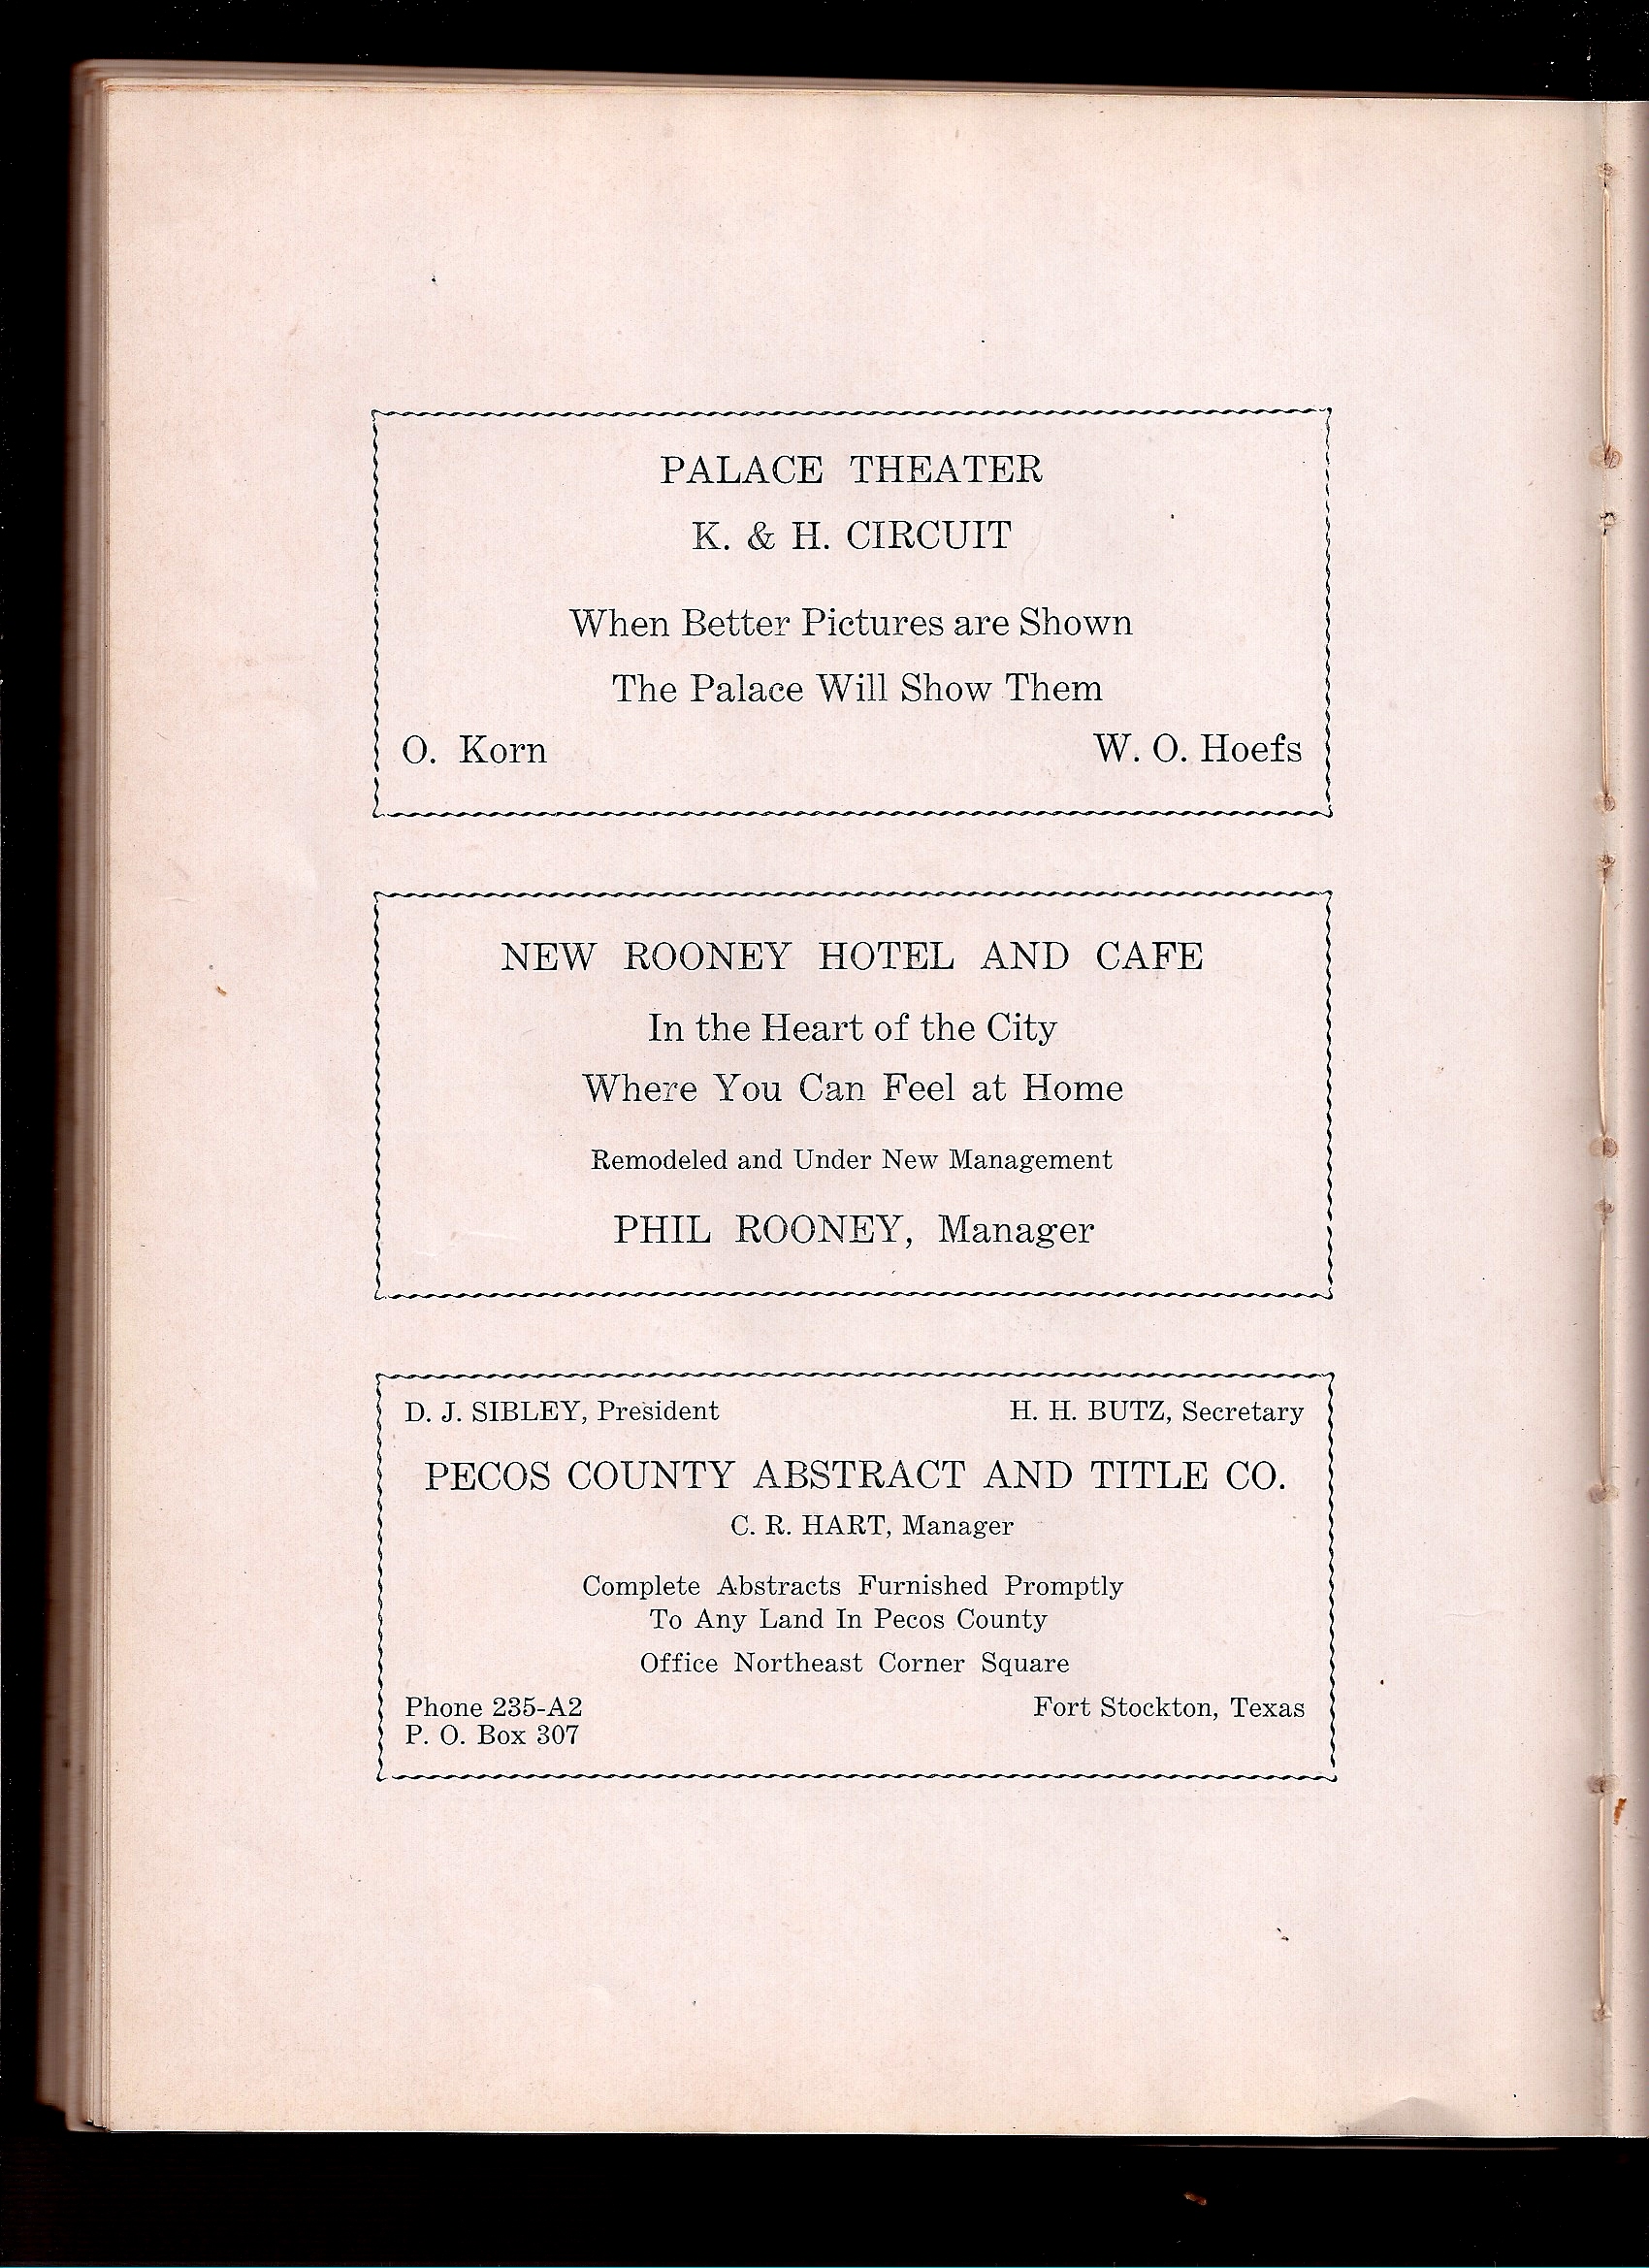 PALACE THEATER
K. & H. CIRCUIT
When Better Pictures are Shown
The Palace Will Show Them
O. Korn W. O. Hoefs
NEW ROONEY HOTEL AND CAFE
In the Heart of the City
Where You Can Feel at Home
Remodeled and Under New Management
PHIL ROONEY, Manager
D. J. SIBLEY, President H. H. BUTZ, Secretary
PECOS COUNTY ABSTRACT AND TITLE CO.
C. R. HART, Manager
Complete Abstracts Furnished Promptly
To Any Land In Pecos County
Office Northeast Corner Square
Phone 235-A2 Fort Stockton, Texas
P. O. Box 307